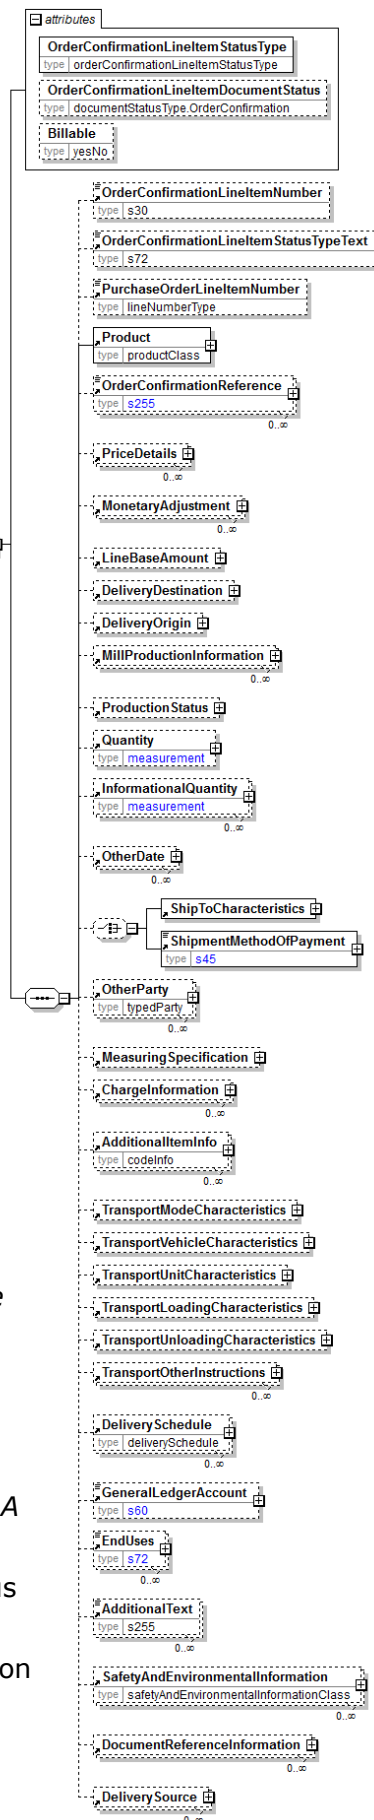 attributes
OrderConfirmationLineItemStatusType
type orderConfirmationLineItemStatusType
OrderConfirmationLineItemDocumentStatus
type documentStatusType.OrderConfirmation
Billable
type yesNo
OrderConfirmationLineItemNumber
type s30
OrderConfirmationLineItemStatusTypeText
type s72
PurchaseOrderLineItemNumber
type lineNumberType
Product
type productClass
OrderConfirmationReference
type s255
0..∞
PriceDetails
0..∞
MonetaryAdjustment
0..∞
LineBaseAmount
DeliveryDestination
DeliveryOrigin
MillProductionInformation
0..∞
ProductionStatus
Quantity
type measurement
InformationalQuantity
type measurement
0..∞
OtherDate
0..∞
ShipToCharacteristics
ShipmentMethodOfPayment
type s45
OtherParty
type typedParty
0..∞
MeasuringSpecification
ChargeInformation
0..∞
AdditionalItemInfo
type codeInfo
0..∞
TransportModeCharacteristics
TransportVehicleCharacteristics
TransportUnitCharacteristics
e
TransportLoadingCharacteristics
TransportUnloadingCharacteristics
TransportOtherInstructions
0..∞
DeliverySchedule
type deliverySchedule
0..∞
GeneralLedgerAccount
A
type s60
EndUses
type s72
0..∞
us
AdditionalText
type s255
0..∞
on
SafetyAndEnvironmentalInformation
type safetyAndEnvironmentalInformationClass
0..∞
DocumentReferenceInformation
0..∞
DeliverySource